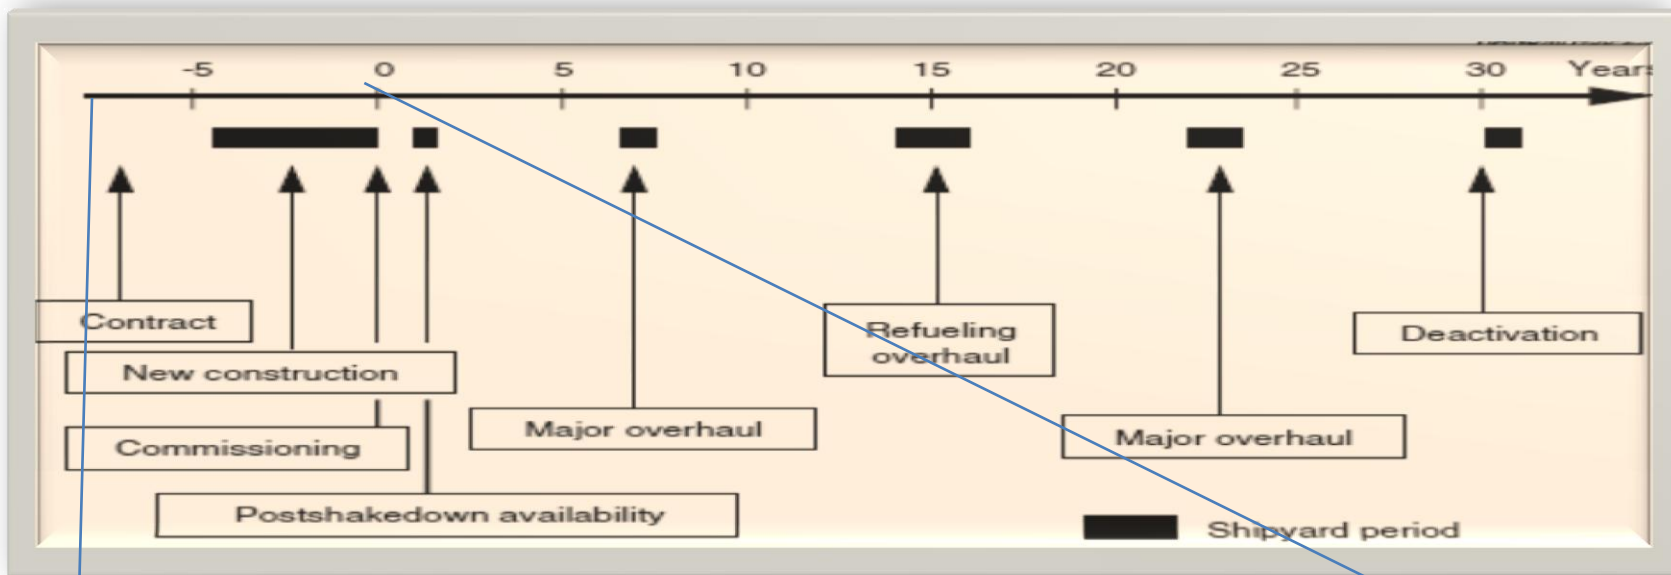 -5 0 5 10 15 20 25 30 Years
Contract
New construction
Commissioning
Postshakedown availability
Major overhaul
Refueling
overhaul
Major overhaul
Deactivation
Shipyard period